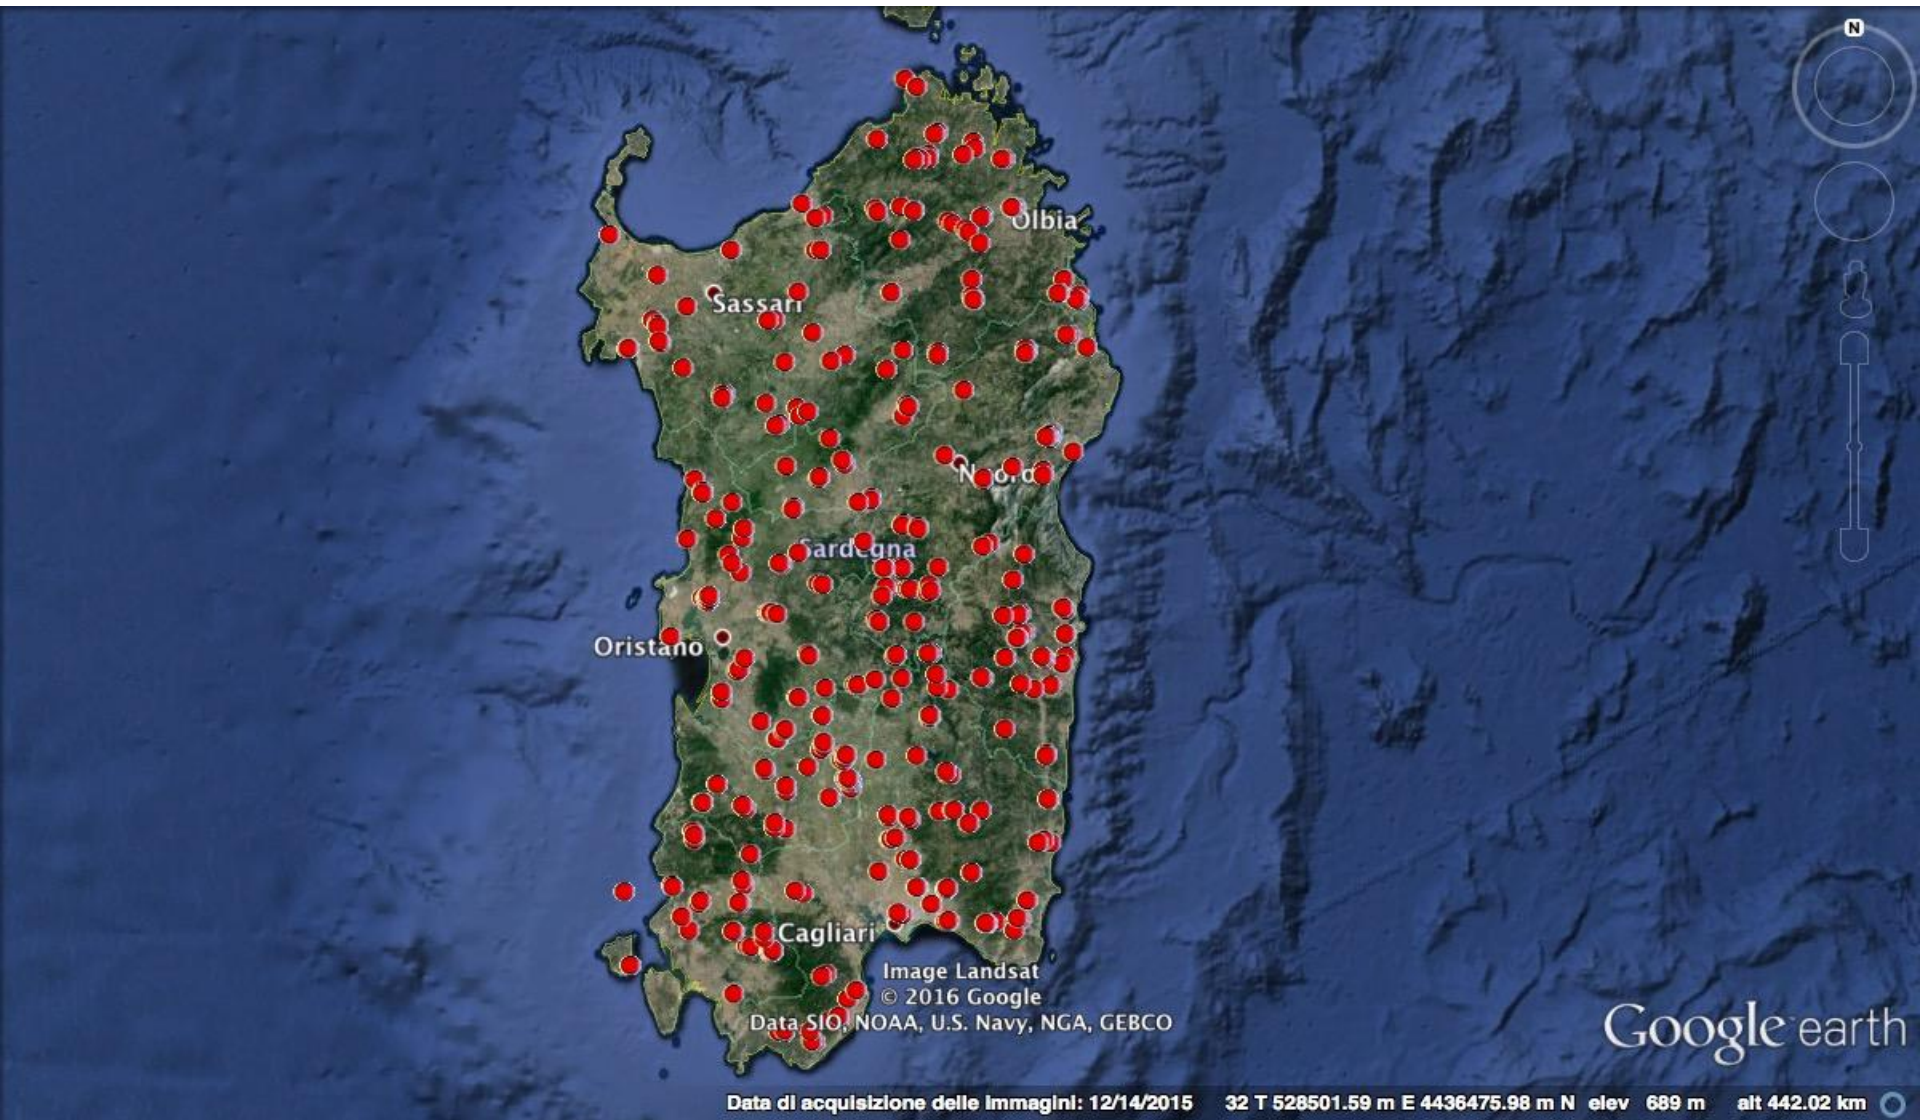 N
Olbia
Sassari
Nuoro
Sardegna
Oristano
Cagliari
Image Landsat
© 2016 Google
Data SIO, NOAA, U.S. Navy, NGA, GEBCO
Google earth
Data di acquisizione delle immagini: 12/14/2015 32 T 528501.59 m E 4436475.98 m N elev 689 m alt 442.02 km